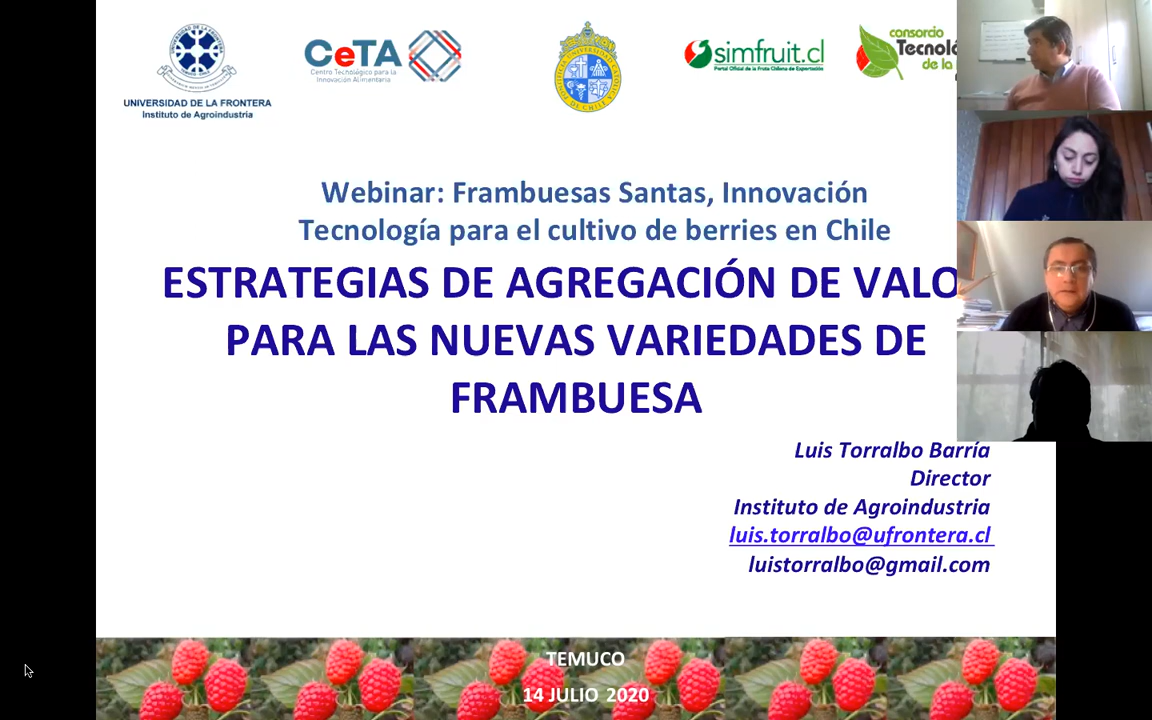 UNIVERSIDAD DE LA FRONTERA
Instituto de Agroindustria
CeTA
Centro Tecnológico para la
Innovación Alimentaria
simfruit.cl
Portal Oficial de la Fruta Chilena de Exportación
consorcio
Tecnoló
de la
Webinar: Frambuesas Santas, Innovación
Tecnología para el cultivo de berries en Chile
ESTRATEGIAS DE AGREGACIÓN DE VALO
PARA LAS NUEVAS VARIEDADES DE
FRAMBUESA
Luis Torralbo Barría
Director
Instituto de Agroindustria
luis.torralbo@ufrontera.cl
luistorralbo@gmail.com
TEMUCO
14 JULIO 2020